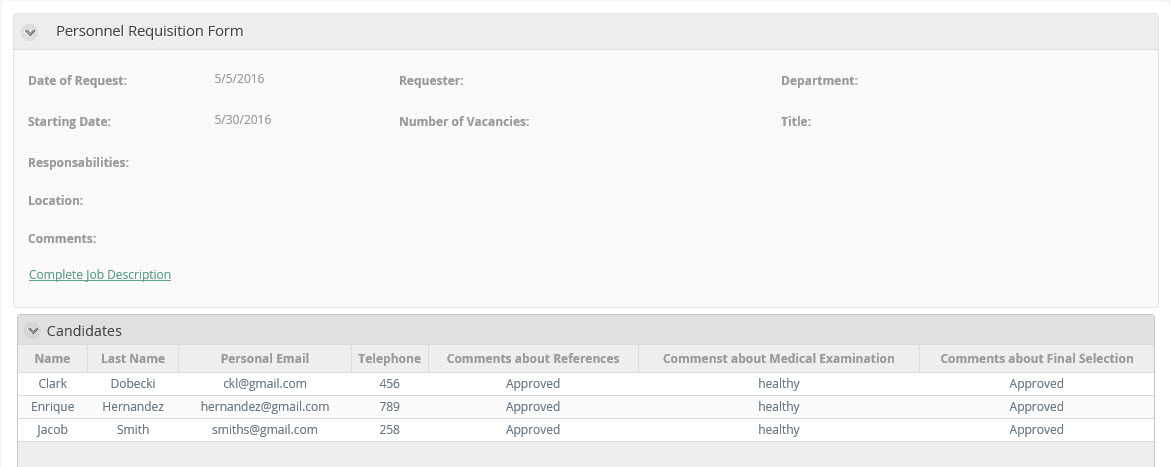 Personnel Requisition Form
Date of Request: 5/5/2016 Requester: Department:
Starting Date: 5/30/2016 Number of Vacancies: Title:
Responsabilities:
Location:
Comments:
Complete Job Description
Candidates
Name Last Name Personal Email Telephone Comments about References Commenst about Medical Examination Comments about Final Selection
Clark Dobecki ckl@gmail.com 456 Approved healthy Approved
Enrique Hernandez hernandez@gmail.com 789 Approved healthy Approved
Jacob Smith smiths@gmail.com 258 Approved healthy Approved